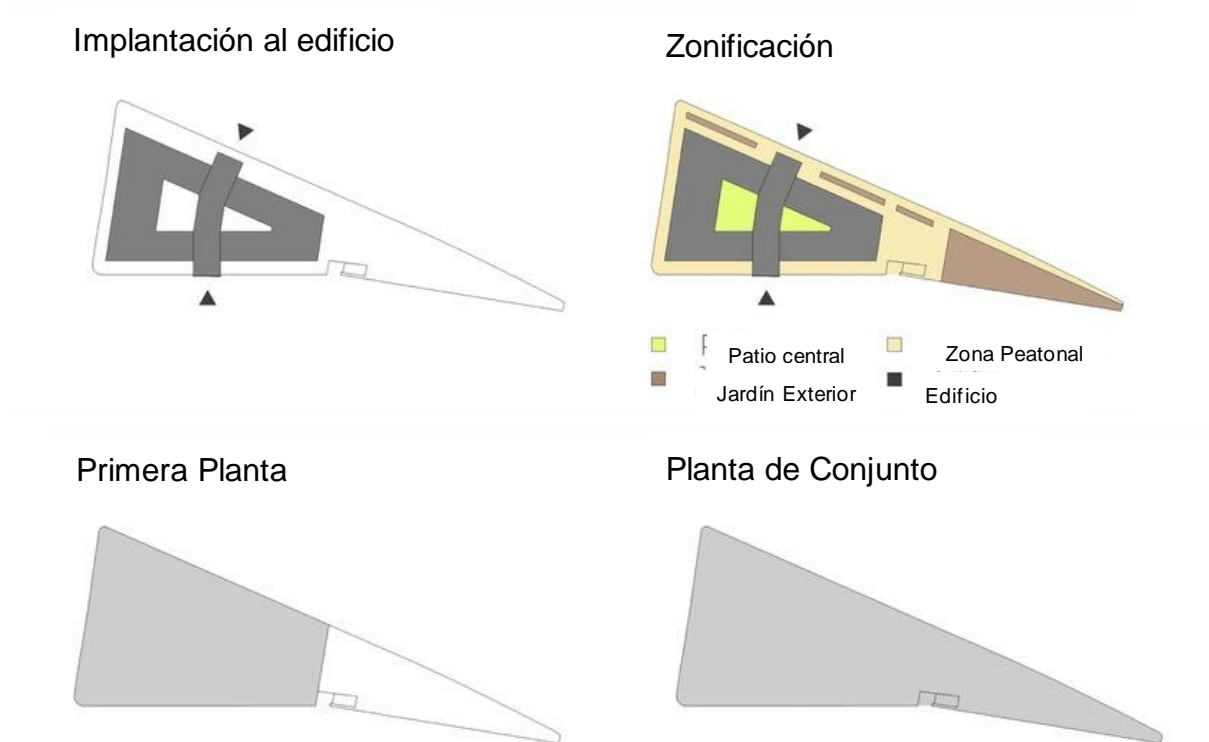 Implantación al edificio
Zonificación
Patio central
Zona Peatonal
Jardín Exterior
Edificio
Primera Planta
Planta de Conjunto